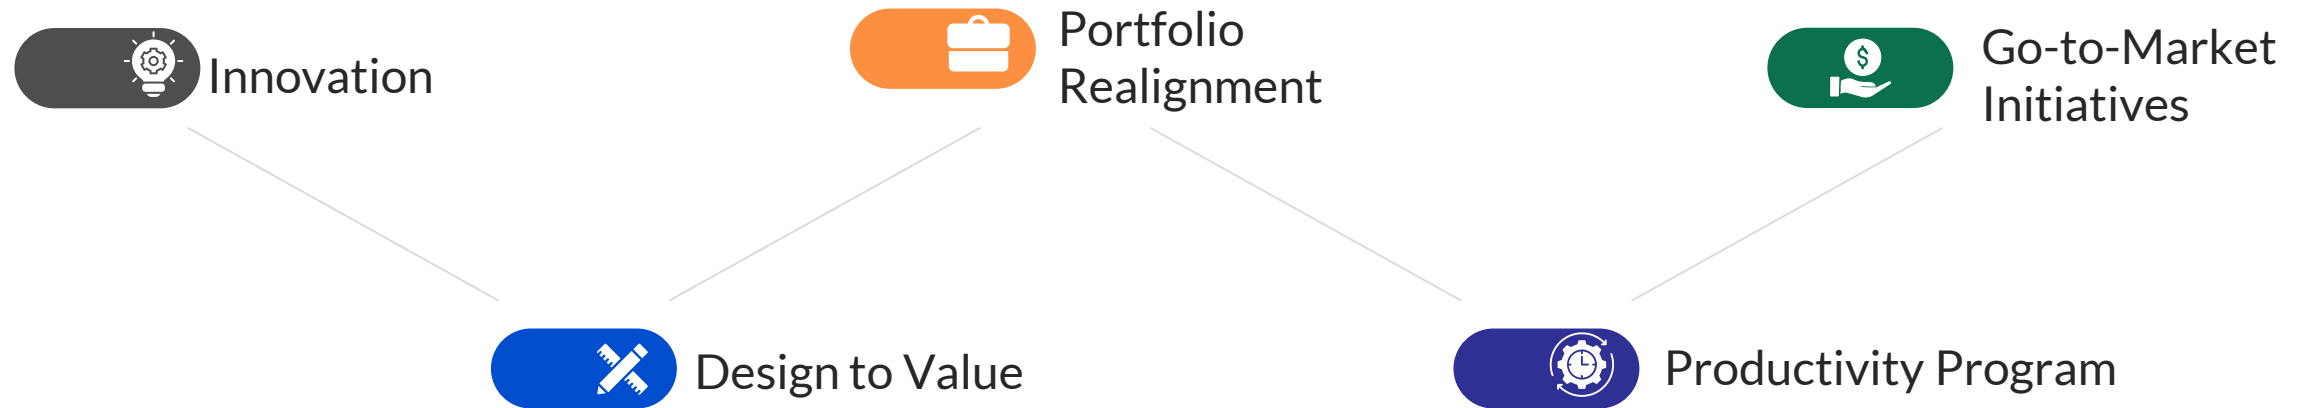 Innovation
Portfolio
Realignment
Go-to-Market
Initiatives
Design to Value
Productivity Program
$